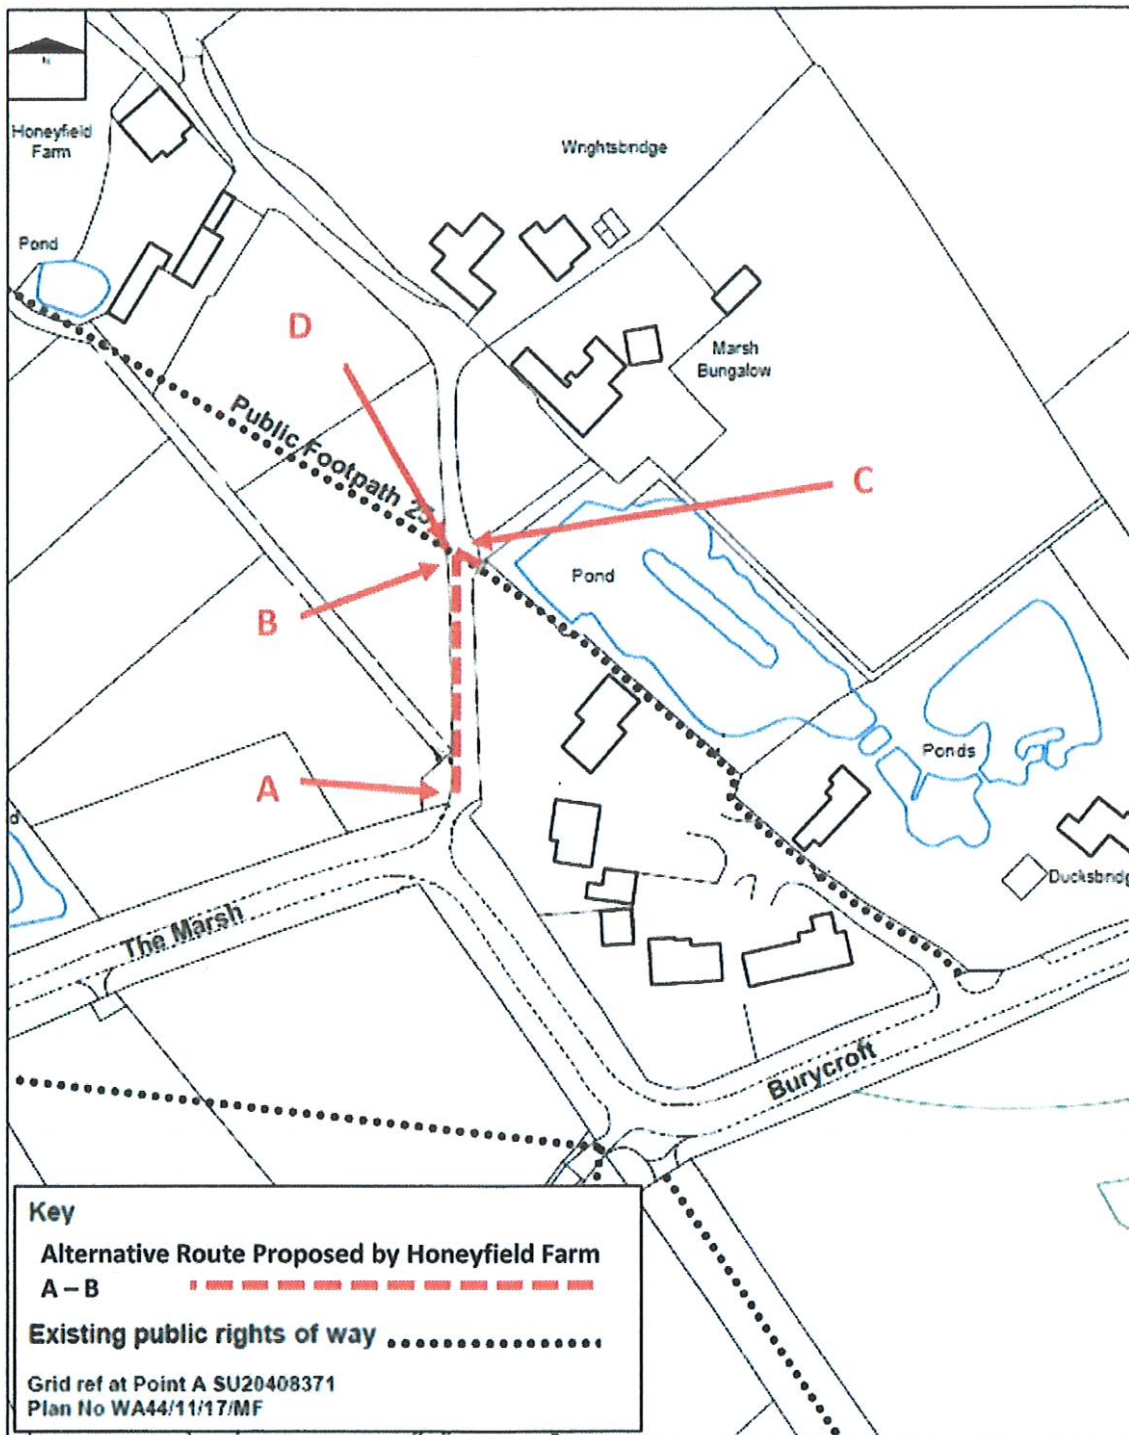 N
Honeyfield
Farm
Wrightsbridge
Pond
D
Marsh
Bungalow
Public Footpath
C
Pond
B
Ponds
A
Ducksbridg
The Marsh
Burycroft
Key
Alternative Route Proposed by Honeyfield Farm
A – B
Existing public rights of way
Grid ref at Point A SU20408371
Plan No WA44/11/17/MF